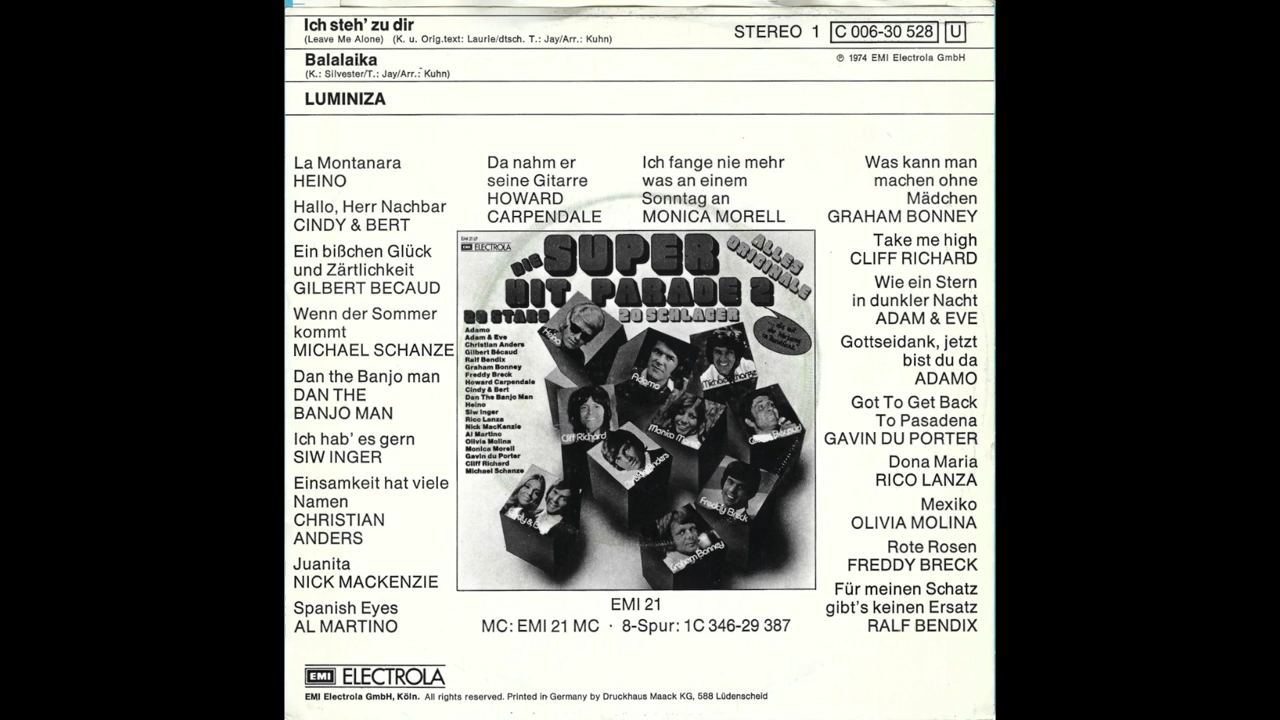 Ich steh' zu dir
(Leave Me Alone) (K. u. Orig.text: Laurie/dtsch. T.: Jay/Arr.: Kuhn)
STEREO 1 C 006-30 528 U
Balalaika
(K.: Silvester/T.: Jay/Arr.: Kuhn)
℗ 1974 EMI Electrola GmbH
LUMINIZA
La Montanara
HEINO
Hallo, Herr Nachbar
CINDY & BERT
Ein bißchen Glück
und Zärtlichkeit
GILBERT BECAUD
Wenn der Sommer
kommt
MICHAEL SCHANZE
Dan the Banjo man
DAN THE
BANJO MAN
Ich hab' es gern
SIW INGER
Einsamkeit hat viele
Namen
CHRISTIAN
ANDERS
Juanita
NICK MACKENZIE
Spanish Eyes
AL MARTINO
Da nahm er
seine Gitarre
HOWARD
CARPENDALE
Ich fange nie mehr
was an einem
Sonntag an
MONICA MORELL
EMI ELECTROLA
DIE SUPER
HIT PARADE 2
ALLES
ORIGINALE
20 STARS 20 SCHLAGER
Adamo
Adam & Eve
Christian Anders
Gilbert Bécaud
Ralf Bendix
Graham Bonney
Freddy Breck
Howard Carpendale
Cindy & Bert
Dan The Banjo Man
Heino
Siw Inger
Rico Lanza
Nick MacKenzie
Al Martino
Olivia Molina
Monica Morell
Gavin du Porter
Cliff Richard
Michael Schanze
Heino
Adamo
Cliff Richard
Freddy Breck
Graham Bonney
EMI 21
MC: EMI 21 MC · 8-Spur: 1C 346-29 387
Was kann man
machen ohne
Mädchen
GRAHAM BONNEY
Take me high
CLIFF RICHARD
Wie ein Stern
in dunkler Nacht
ADAM & EVE
Gottseidank, jetzt
bist du da
ADAMO
Got To Get Back
To Pasadena
GAVIN DU PORTER
Dona Maria
RICO LANZA
Mexiko
OLIVIA MOLINA
Rote Rosen
FREDDY BRECK
Für meinen Schatz
gibt's keinen Ersatz
RALF BENDIX
EMI ELECTROLA
EMI Electrola GmbH, Köln. All rights reserved. Printed in Germany by Druckhaus Maack KG, 588 Lüdenscheid